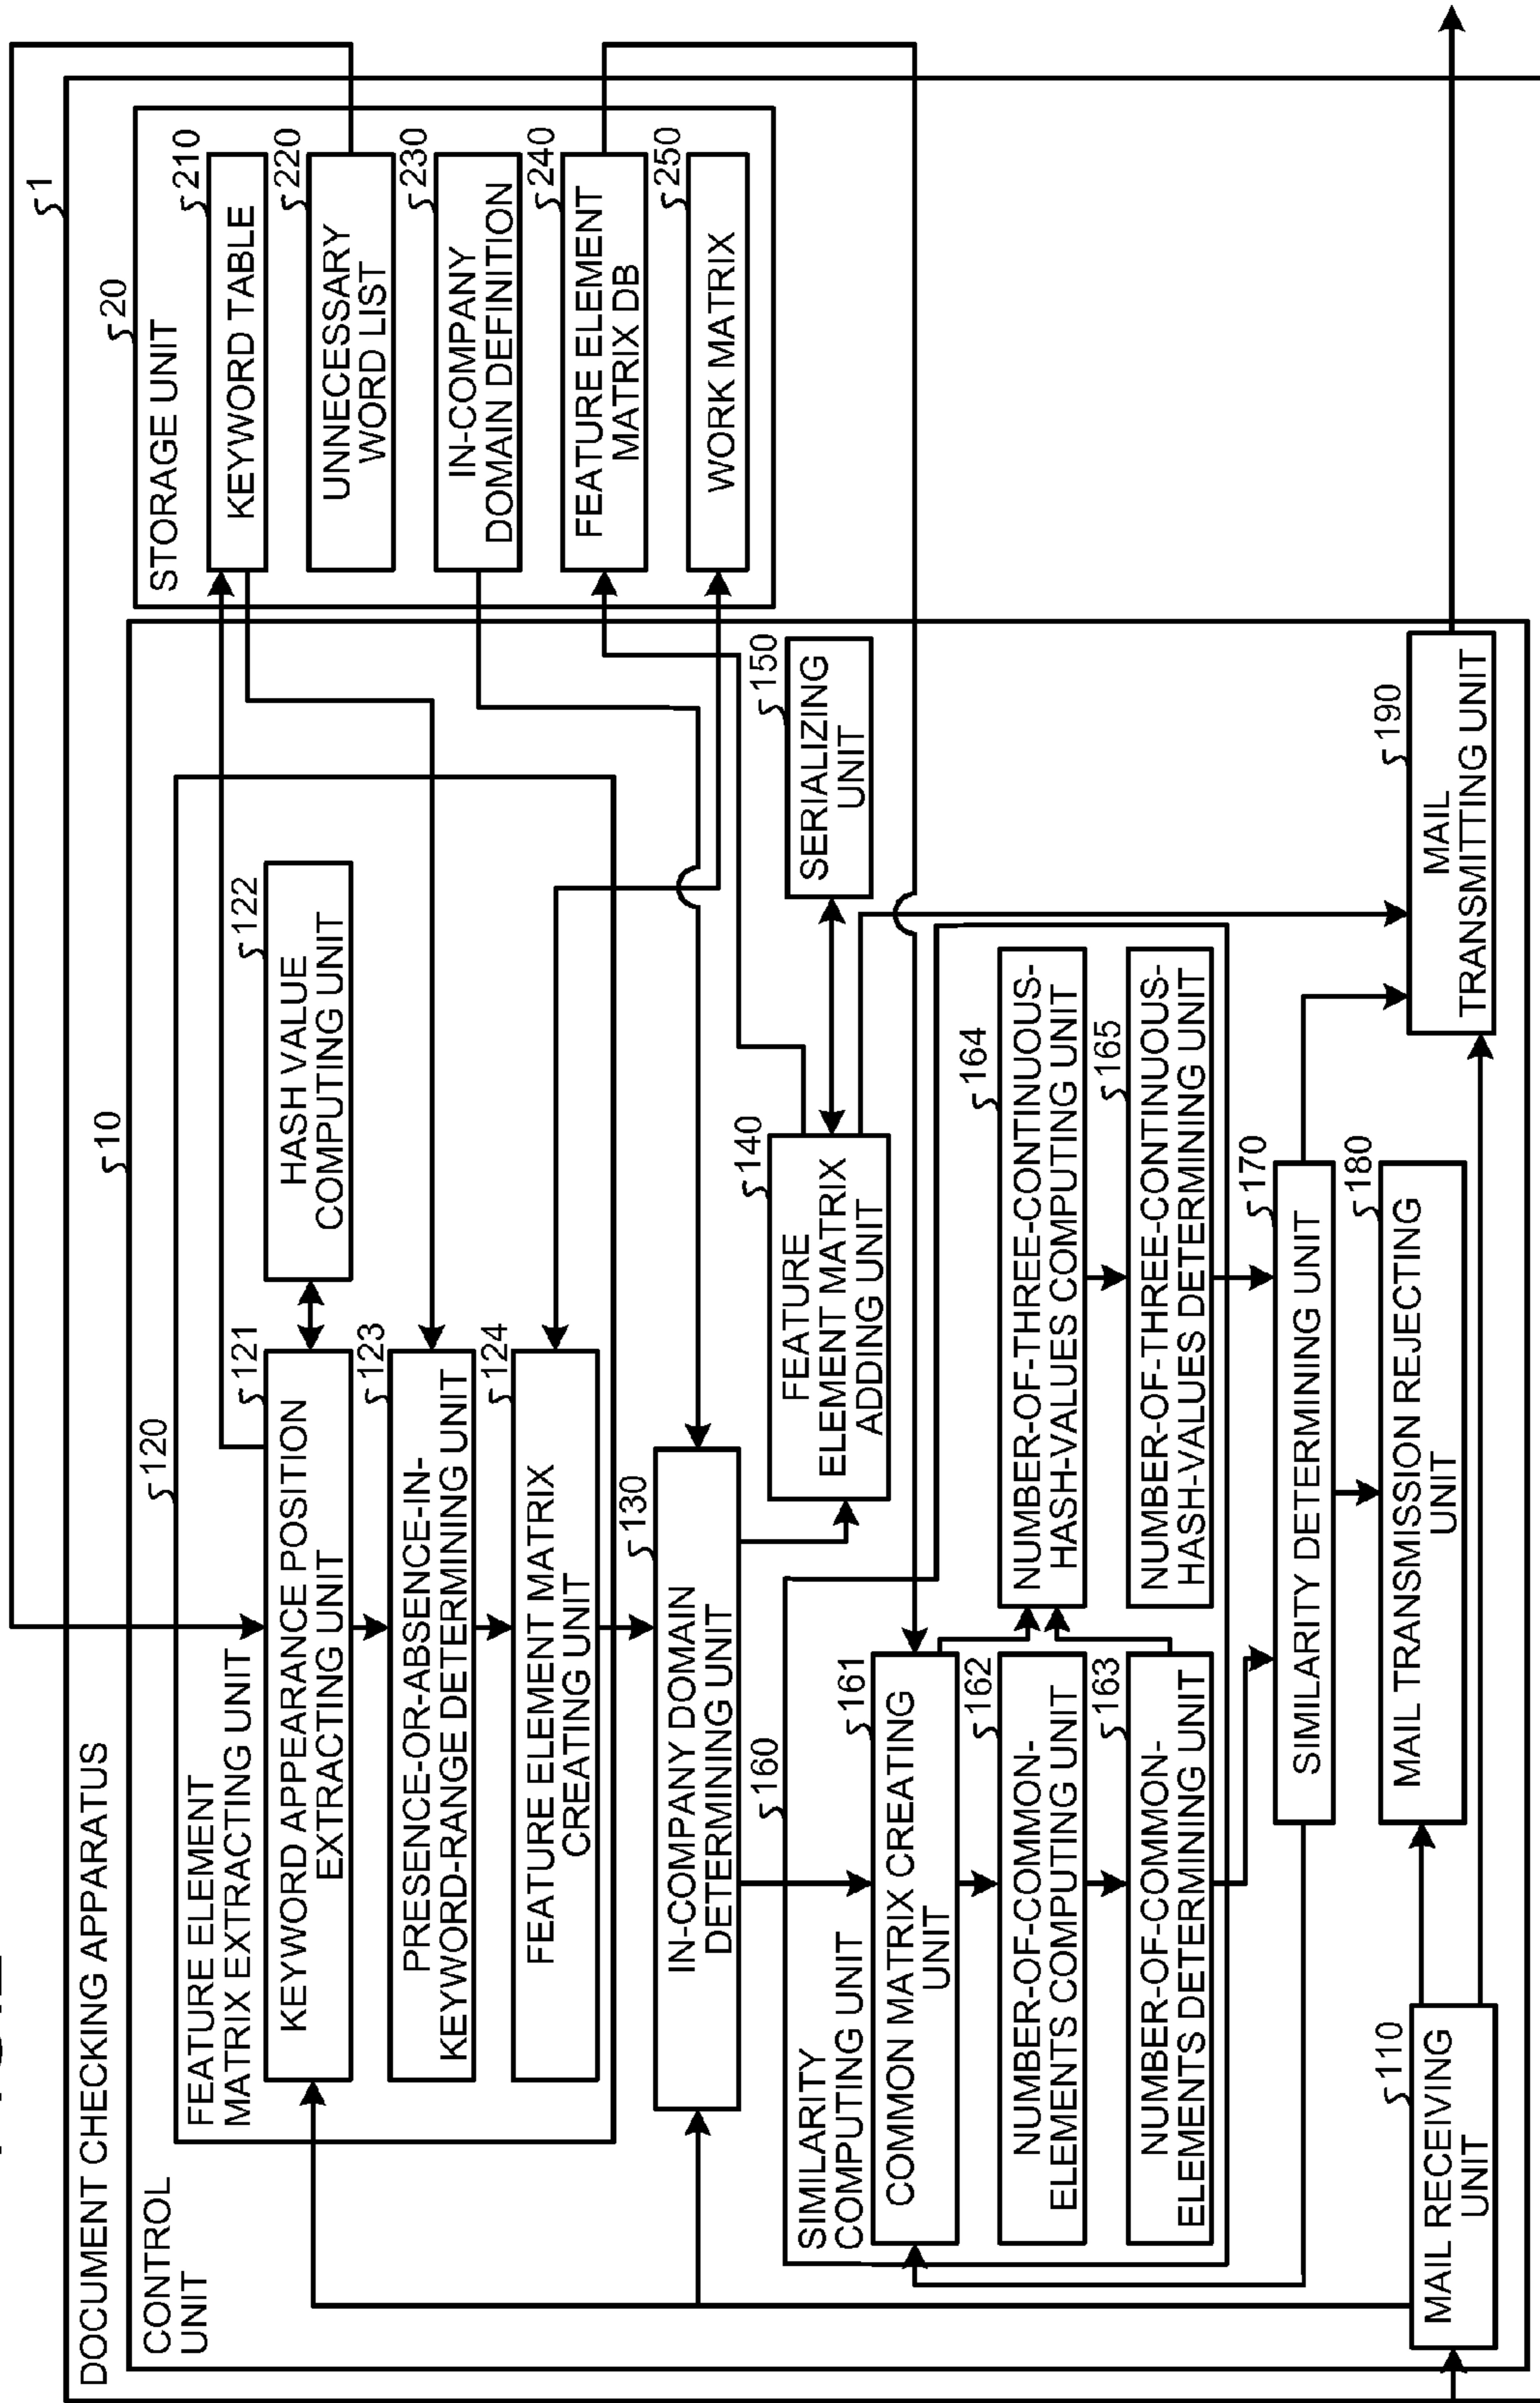 DOCUMENT CHECKING APPARATUS
1
CONTROL
UNIT
10
FEATURE ELEMENT
MATRIX EXTRACTING UNIT
120
KEYWORD APPEARANCE POSITION
EXTRACTING UNIT
121
HASH VALUE
COMPUTING UNIT
122
PRESENCE-OR-ABSENCE-IN-
KEYWORD-RANGE DETERMINING UNIT
123
FEATURE ELEMENT MATRIX
CREATING UNIT
124
IN-COMPANY DOMAIN
DETERMINING UNIT
130
FEATURE
ELEMENT MATRIX
ADDING UNIT
140
SERIALIZING
UNIT
150
SIMILARITY
COMPUTING UNIT
160
COMMON MATRIX CREATING
UNIT
161
NUMBER-OF-COMMON-
ELEMENTS COMPUTING UNIT
162
NUMBER-OF-COMMON-
ELEMENTS DETERMINING UNIT
163
NUMBER-OF-THREE-CONTINUOUS-
HASH-VALUES COMPUTING UNIT
164
NUMBER-OF-THREE-CONTINUOUS-
HASH-VALUES DETERMINING UNIT
165
SIMILARITY DETERMINING UNIT
170
MAIL TRANSMISSION REJECTING
UNIT
180
MAIL RECEIVING
UNIT
110
MAIL
TRANSMITTING UNIT
190
STORAGE UNIT
20
KEYWORD TABLE
210
UNNECESSARY
WORD LIST
220
IN-COMPANY
DOMAIN DEFINITION
230
FEATURE ELEMENT
MATRIX DB
240
WORK MATRIX
250